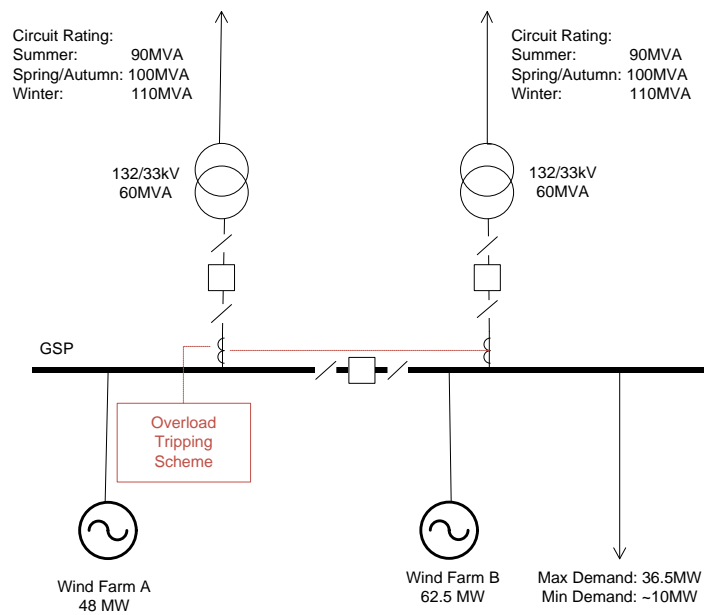 Circuit Rating:
Summer: 90MVA
Spring/Autumn: 100MVA
Winter: 110MVA
Circuit Rating:
Summer: 90MVA
Spring/Autumn: 100MVA
Winter: 110MVA
132/33kV
60MVA
132/33kV
60MVA
GSP
Overload
Tripping
Scheme
Wind Farm A
48 MW
Wind Farm B
62.5 MW
Max Demand: 36.5MW
Min Demand: ~10MW